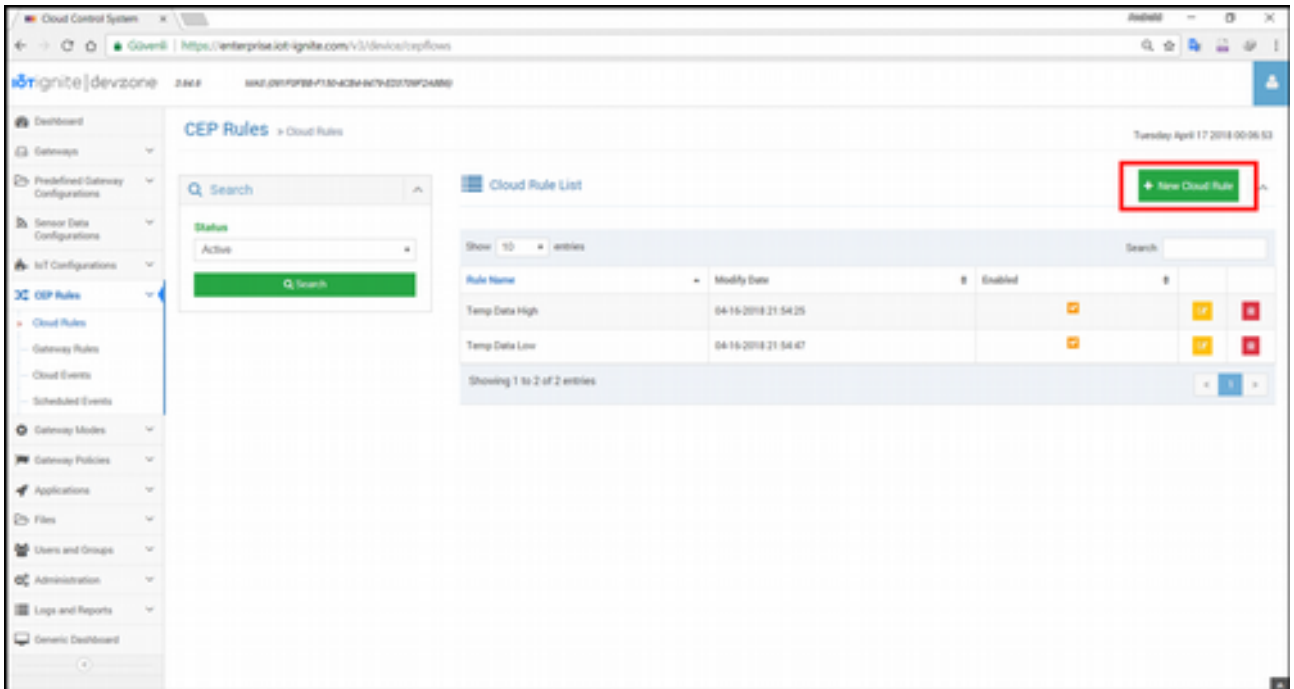 Cloud Control System
Android
Güvenli
https://enterprise.iot-ignite.com/v3/device/cepflows
iöTignite|devzone
CEP Rules » Cloud Rules
Tuesday April 17 2018 00:06:53
Dashboard
Gateways
Predefined Gateway
Configurations
Sensor Data
Configurations
IoT Configurations
CEP Rules
Cloud Rules
Gateway Rules
Cloud Events
Scheduled Events
Gateway Modes
Gateway Policies
Applications
Files
Users and Groups
Administration
Logs and Reports
Generic Dashboard
Search
Status
Active
Search
Cloud Rule List
+ New Cloud Rule
Show 10 entries
Search:
Rule Name Modify Date Enabled
Temp Data High 04-16-2018 21:54:25
Temp Data Low 04-16-2018 21:54:47
Showing 1 to 2 of 2 entries
« 1 »